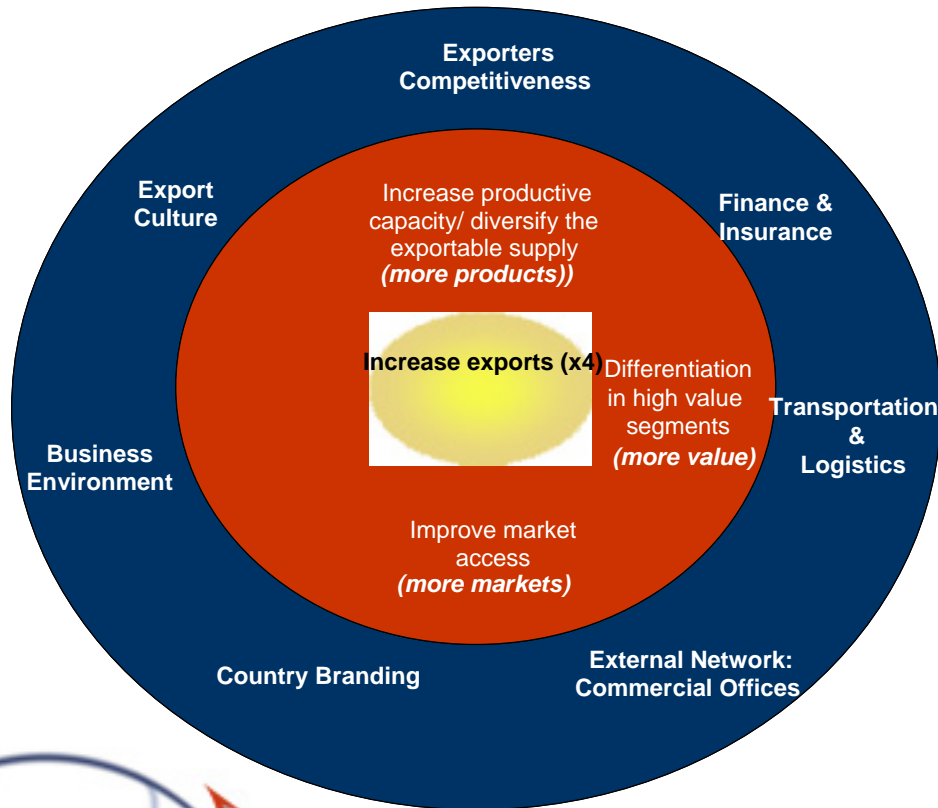 Exporters
Competitiveness
Export
Culture
Finance &
Insurance
Increase productive
capacity/ diversify the
exportable supply
(more products))
Increase exports (x4)
Differentiation
in high value
segments
(more value)
Transportation
&
Logistics
Business
Environment
Improve market
access
(more markets)
Country Branding
External Network:
Commercial Offices